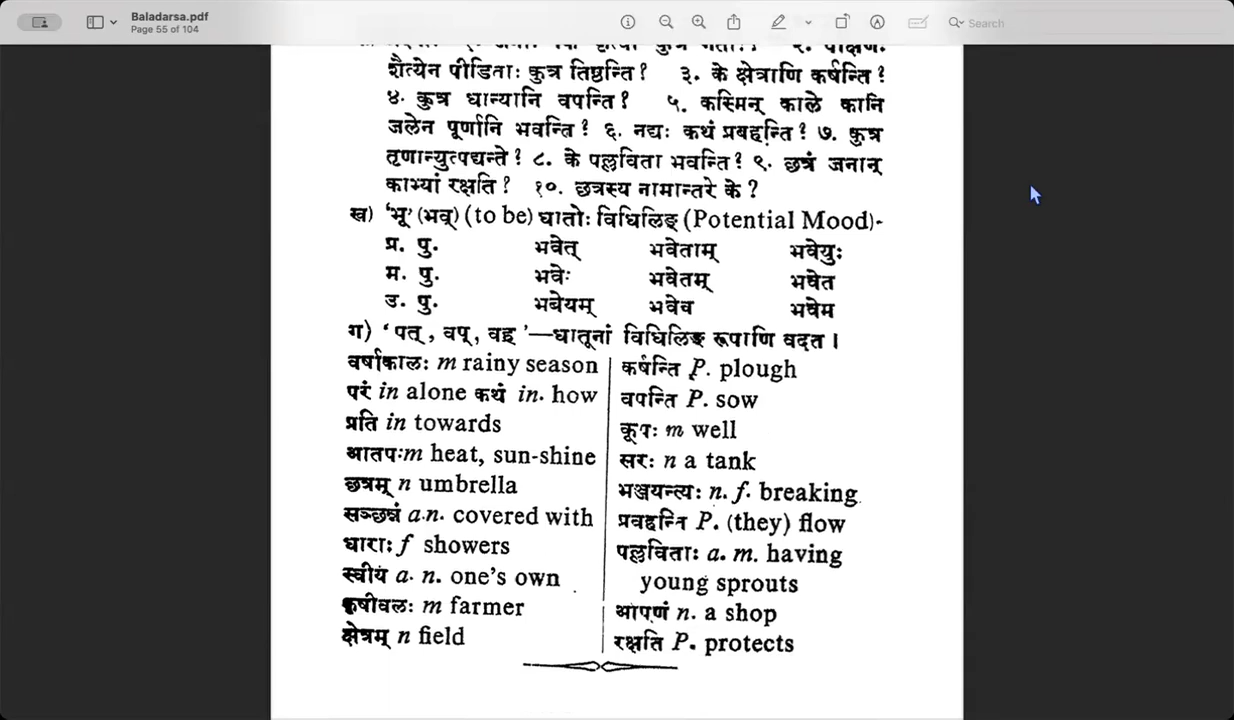 Baladarsa.pdf
Page 55 of 104
Search
शैत्येन पीडिताः कुत्र तिष्ठन्ति ? ३. के क्षेत्राणि कर्षन्ति ?
४. कुत्र धान्यानि वपन्ति ? ५. कस्मिन् काले कानि
जलेन पूर्णानि भवन्ति ? ६. नद्यः कथं प्रवहन्ति ? ७. कुत्र
तृणान्युत्पद्यन्ते ? ८. के पल्लविता भवन्ति ? ९. छत्रं जनान्
काभ्यां रक्षति ? १०. छत्रस्य नामान्तरे के ?
ख) 'भू' (भव्) (to be) धातोः विधिलिङ् (Potential Mood)-
प्र. पु. भवेत् भवेताम् भवेयुः
म. पु. भवेः भवेतम् भवेत
उ. पु. भवेयम् भवेव भवेम
ग) 'पत्, वप्, वह्'—धातूनां विधिलिङ् रूपाणि वदत ।
वर्षाकालः m rainy season
परं in alone कथं in. how
प्रति in towards
आतपः m heat, sun-shine
छत्रम् n umbrella
सञ्छन्नं a.n. covered with
धाराः f showers
स्वीयं a. n. one's own
कृषीवलः m farmer
क्षेत्रम् n field
कर्षन्ति P. plough
वपन्ति P. sow
कूपः m well
सरः n a tank
भञ्जयन्त्यः n. f. breaking
प्रवहन्ति P. (they) flow
पल्लविताः a. m. having
young sprouts
आपणं n. a shop
रक्षति P. protects